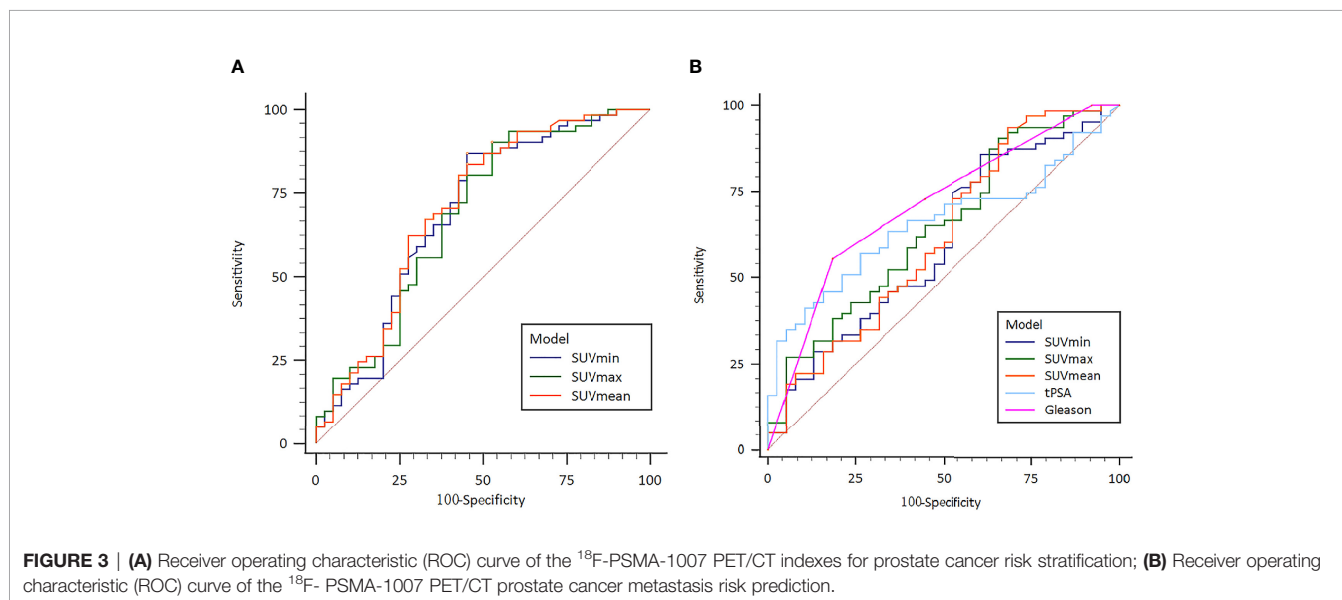 A
100
75
50
25
0
Sensitivity
0 25 50 75 100
100-Specificity
Model
SUVmin
SUVmax
SUVmean
B
100
75
50
25
0
Sensitivity
0 25 50 75 100
100-Specificity
Model
SUVmin
SUVmax
SUVmean
tPSA
Gleason
FIGURE 3 | (A) Receiver operating characteristic (ROC) curve of the ¹⁸F-PSMA-1007 PET/CT indexes for prostate cancer risk stratification; (B) Receiver operating
characteristic (ROC) curve of the ¹⁸F- PSMA-1007 PET/CT prostate cancer metastasis risk prediction.